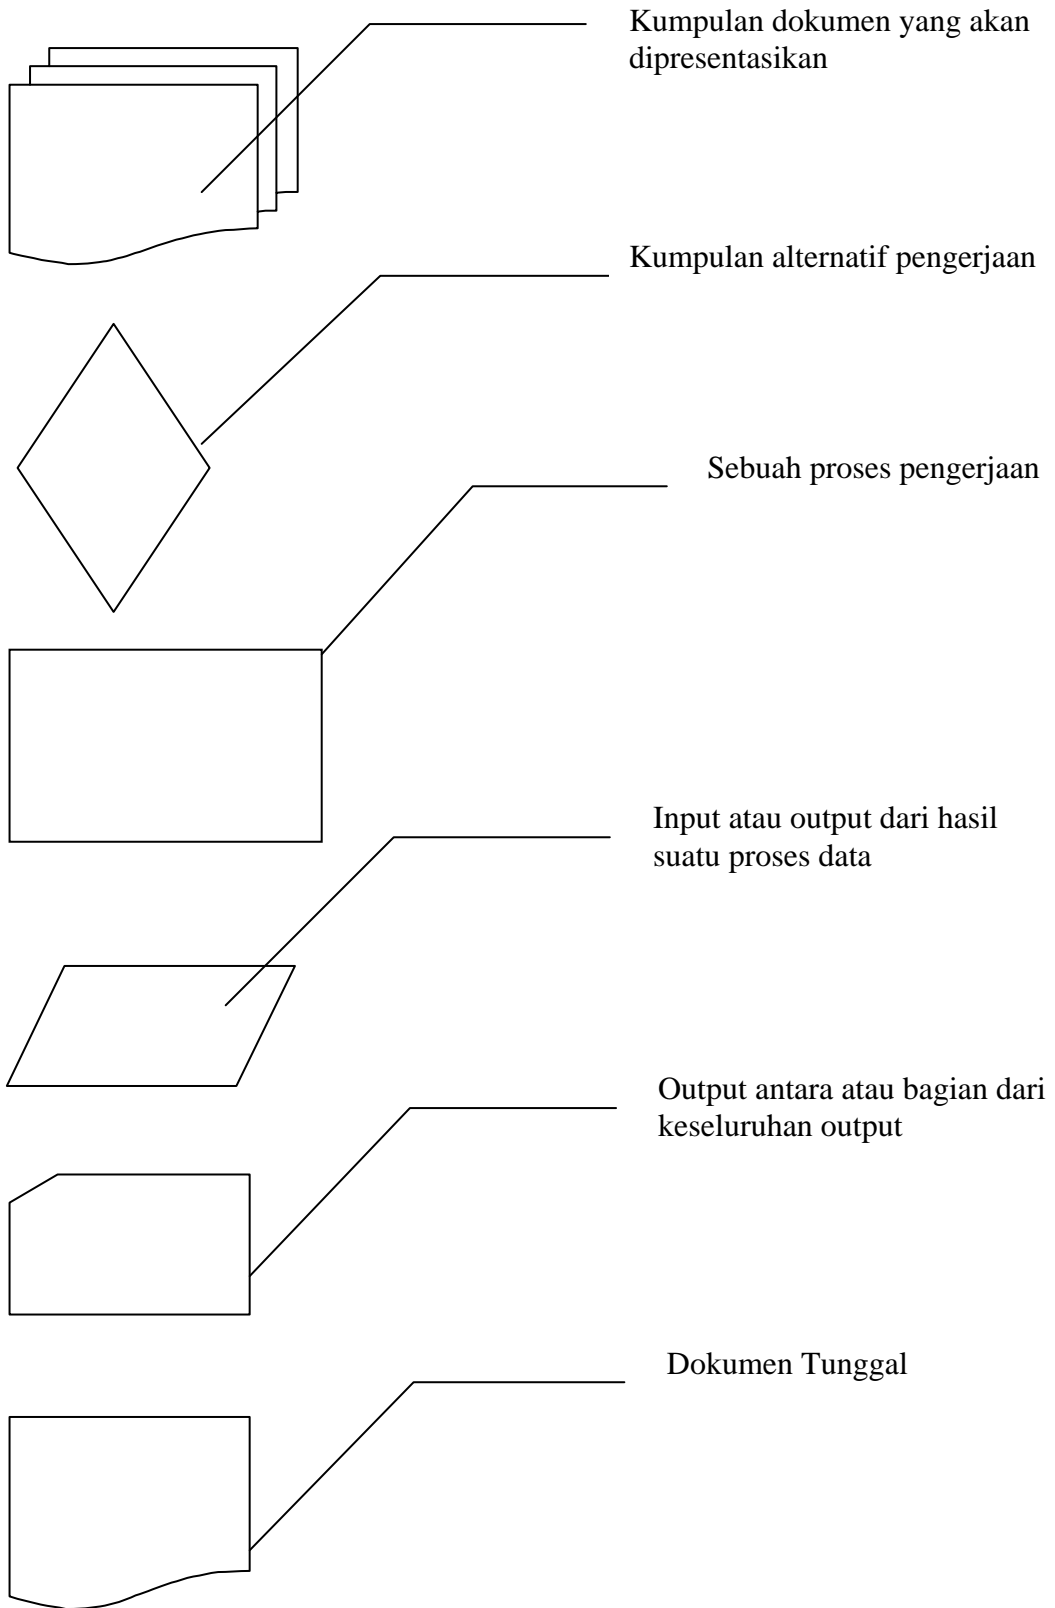 Kumpulan dokumen yang akan
dipresentasikan
Kumpulan alternatif pengerjaan
Sebuah proses pengerjaan
Input atau output dari hasil
suatu proses data
Output antara atau bagian dari
keseluruhan output
Dokumen Tunggal